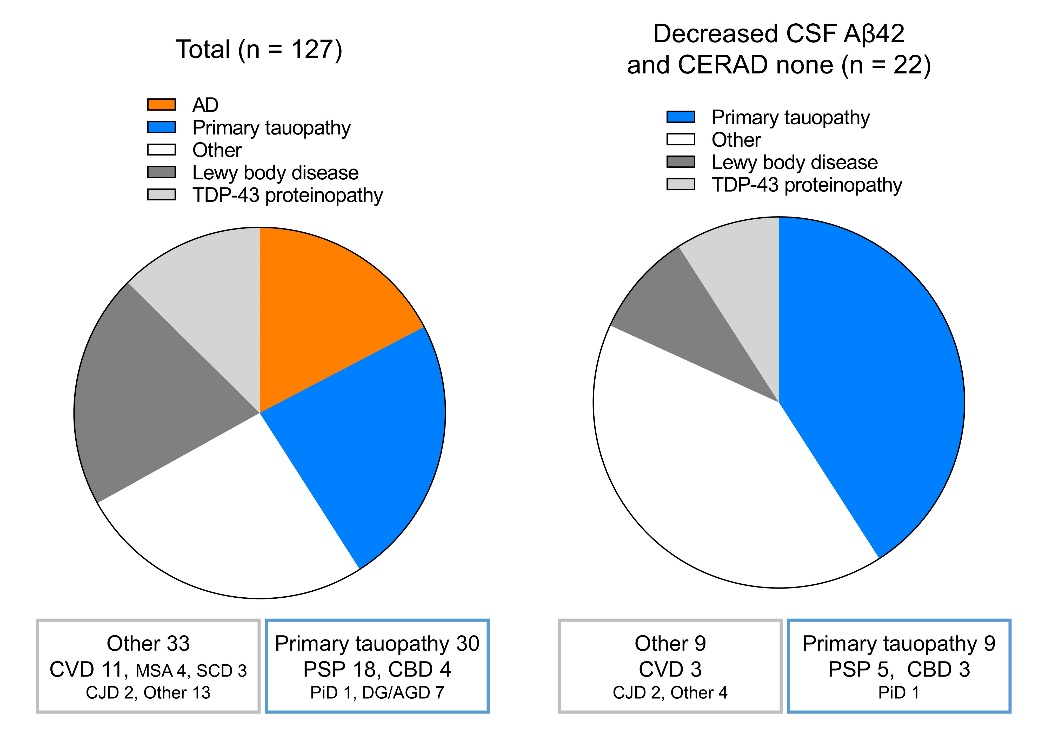 Total (n = 127)
AD
Primary tauopathy
Other
Lewy body disease
TDP-43 proteinopathy
Other 33
CVD 11, MSA 4, SCD 3
CJD 2, Other 13
Primary tauopathy 30
PSP 18, CBD 4
PiD 1, DG/AGD 7
Decreased CSF Aβ42
and CERAD none (n = 22)
Primary tauopathy
Other
Lewy body disease
TDP-43 proteinopathy
Other 9
CVD 3
CJD 2, Other 4
Primary tauopathy 9
PSP 5, CBD 3
PiD 1